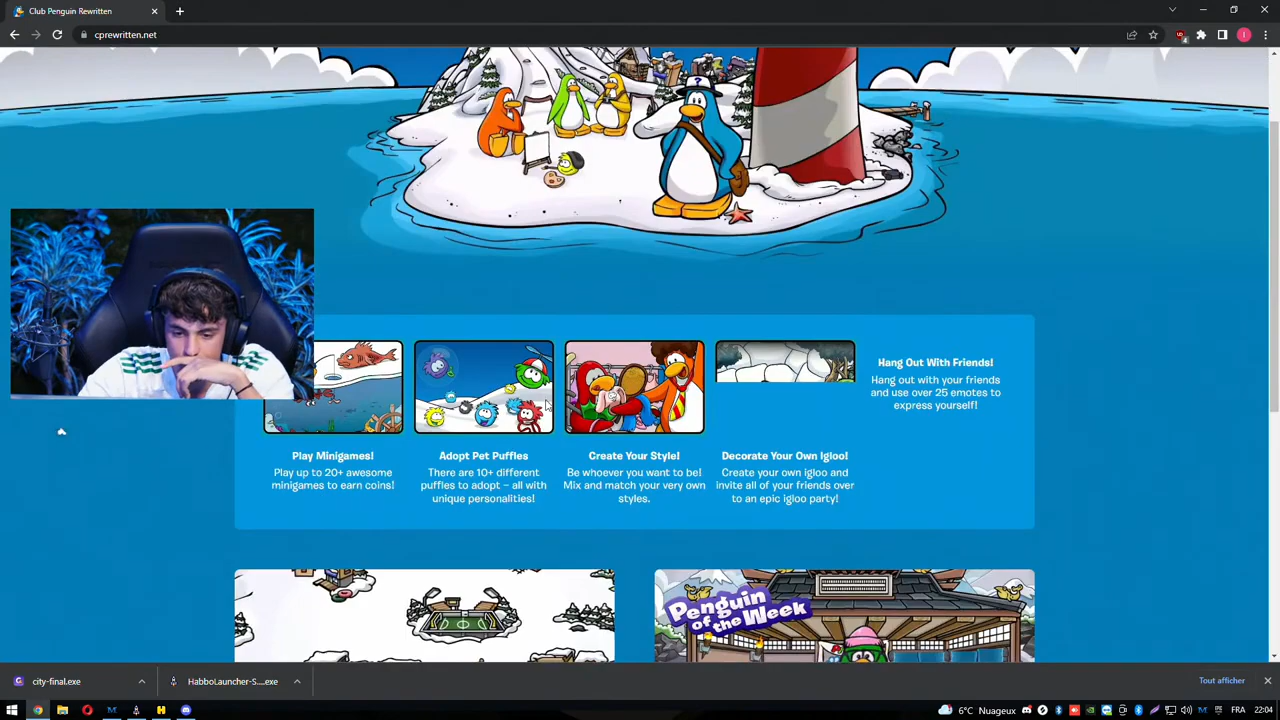 Club Penguin Rewritten
cprewritten.net
Play Minigames!
Play up to 20+ awesome
minigames to earn coins!
Adopt Pet Puffles
There are 10+ different
puffles to adopt – all with
unique personalities!
Create Your Style!
Be whoever you want to be!
Mix and match your very own
styles.
Decorate Your Own Igloo!
Create your own igloo and
invite all of your friends over
to an epic igloo party!
Hang Out With Friends!
Hang out with your friends
and use over 25 emotes to
express yourself!
Penguin
of the Week
city-final.exe
HabboLauncher-S....exe
Tout afficher
6°C Nuageux
FRA
22:04